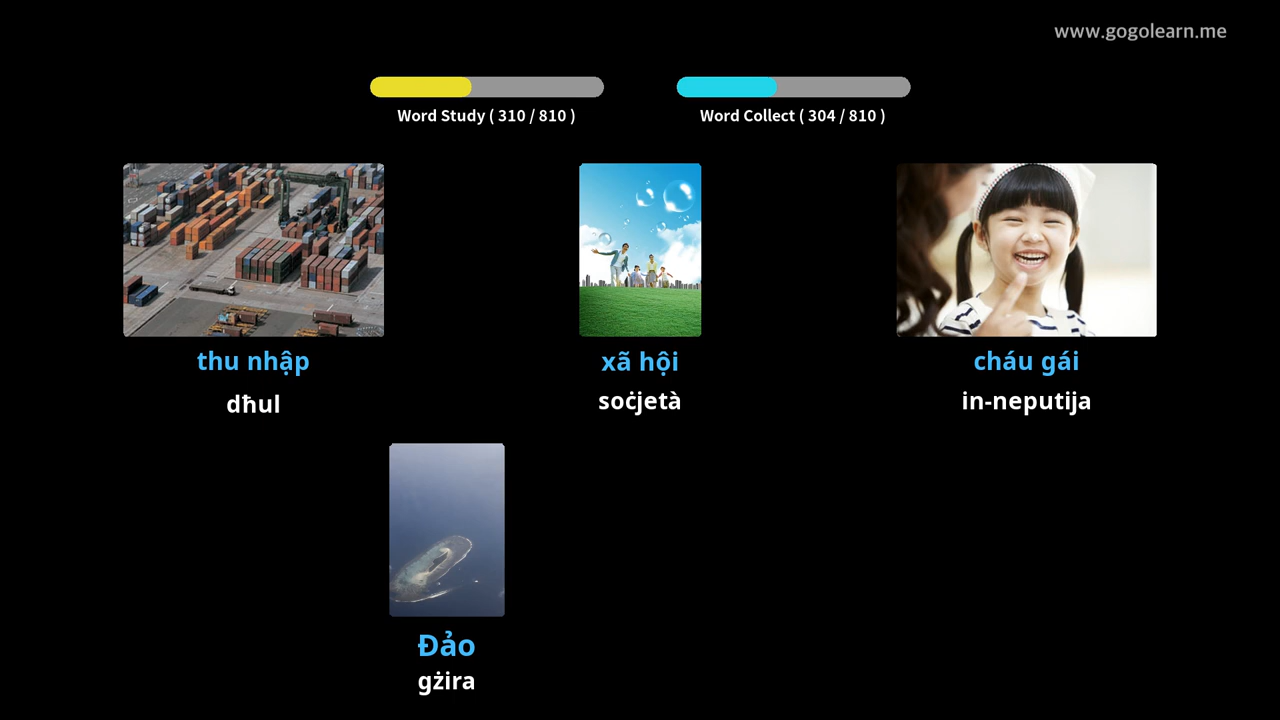 www.gogolearn.me
Word Study ( 310 / 810 )
Word Collect ( 304 / 810 )
thu nhập
dħul
xã hội
soċjetà
cháu gái
in-neputija
Đảo
gżira